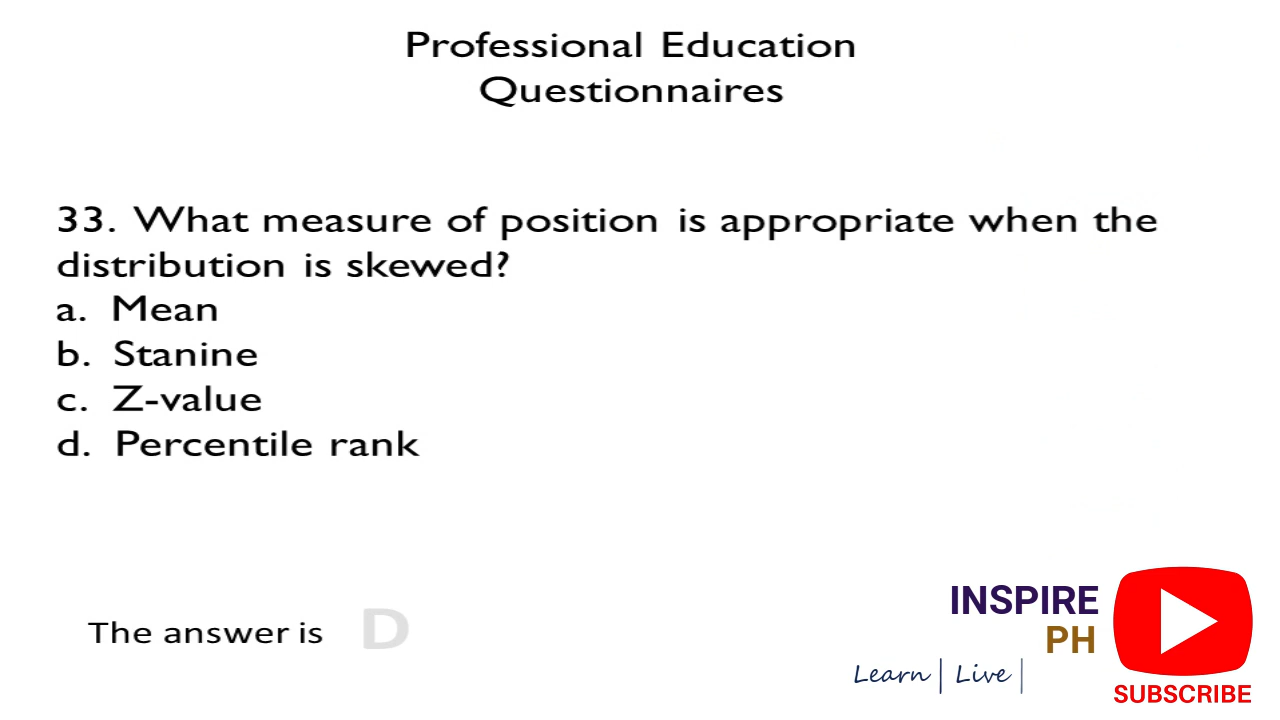 Professional Education
Questionnaires
33. What measure of position is appropriate when the
distribution is skewed?
a. Mean
b. Stanine
c. Z-value
d. Percentile rank
The answer is D
INSPIRE
PH
Learn | Live |
SUBSCRIBE